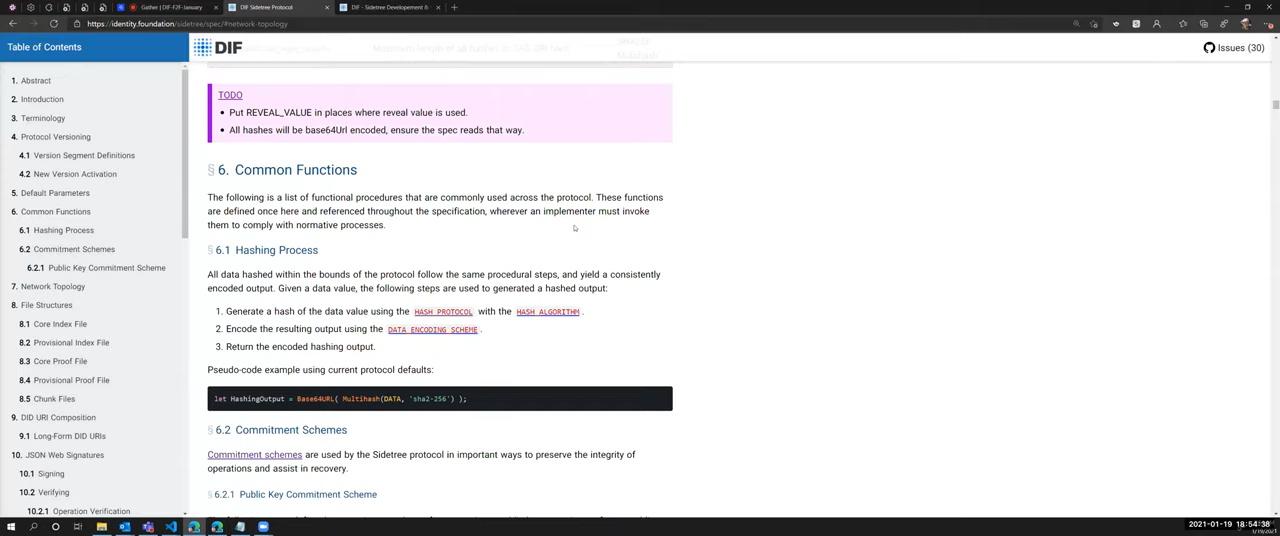 Gather | DIF-F2F-January
DIF Sidetree Protocol
DIF - Sidetree Developement &
https://identity.foundation/sidetree/spec/#network-topology
Table of Contents
DIF
Issues (30)
1. Abstract
2. Introduction
3. Terminology
4. Protocol Versioning
4.1 Version Segment Definitions
4.2 New Version Activation
5. Default Parameters
6. Common Functions
6.1 Hashing Process
6.2 Commitment Schemes
6.2.1 Public Key Commitment Scheme
7. Network Topology
8. File Structures
8.1 Core Index File
8.2 Provisional Index File
8.3 Core Proof File
8.4 Provisional Proof File
8.5 Chunk Files
9. DID URI Composition
9.1 Long-Form DID URIs
10. JSON Web Signatures
10.1 Signing
10.2 Verifying
10.2.1 Operation Verification
TODO
• Put REVEAL_VALUE in places where reveal value is used.
• All hashes will be base64Url encoded, ensure the spec reads that way.
§ 6. Common Functions
The following is a list of functional procedures that are commonly used across the protocol. These functions
are defined once here and referenced throughout the specification, wherever an implementer must invoke
them to comply with normative processes.
§ 6.1 Hashing Process
All data hashed within the bounds of the protocol follow the same procedural steps, and yield a consistently
encoded output. Given a data value, the following steps are used to generated a hashed output:
1. Generate a hash of the data value using the HASH_PROTOCOL with the HASH_ALGORITHM .
2. Encode the resulting output using the DATA_ENCODING_SCHEME .
3. Return the encoded hashing output.
Pseudo-code example using current protocol defaults:
let HashingOutput = Base64URL( Multihash(DATA, 'sha2-256') );
§ 6.2 Commitment Schemes
Commitment schemes are used by the Sidetree protocol in important ways to preserve the integrity of
operations and assist in recovery.
§ 6.2.1 Public Key Commitment Scheme
2021-01-19 18:54:38
1/19/2021